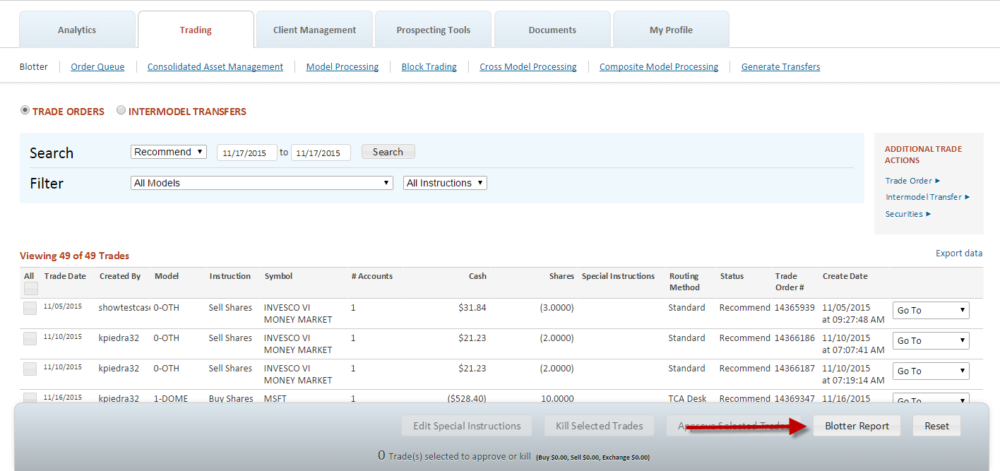 Analytics Trading Client Management Prospecting Tools Documents My Profile
Blotter Order Queue Consolidated Asset Management Model Processing Block Trading Cross Model Processing Composite Model Processing Generate Transfers
TRADE ORDERS INTERMODEL TRANSFERS
Search Recommend 11/17/2015 to 11/17/2015 Search
Filter All Models All Instructions
ADDITIONAL TRADE
ACTIONS
Trade Order
Intermodel Transfer
Securities
Viewing 49 of 49 Trades Export data
All Trade Date Created By Model Instruction Symbol # Accounts Cash Shares Special Instructions Routing Status Trade Create Date
Method Order #
11/05/2015 showtestcase 0-OTH Sell Shares INVESCO VI 1 $31.84 (3.0000) Standard Recommend 14365939 11/05/2015 Go To
MONEY MARKET at 09:27:48 AM
11/10/2015 kpiedra32 0-OTH Sell Shares INVESCO VI 1 $21.23 (2.0000) Standard Recommend 14366186 11/10/2015 Go To
MONEY MARKET at 07:07:41 AM
11/10/2015 kpiedra32 0-OTH Sell Shares INVESCO VI 1 $21.23 (2.0000) Standard Recommend 14366187 11/10/2015 Go To
MONEY MARKET at 07:19:14 AM
11/16/2015 kpiedra32 1-DOME Buy Shares MSFT 1 ($528.40) 10.0000 TCA Desk Recommend 14369347 11/16/2015 Go To
Edit Special Instructions Kill Selected Trades Approve Selected Trades Blotter Report Reset
0 Trade(s) selected to approve or kill (Buy $0.00, Sell $0.00, Exchange $0.00)